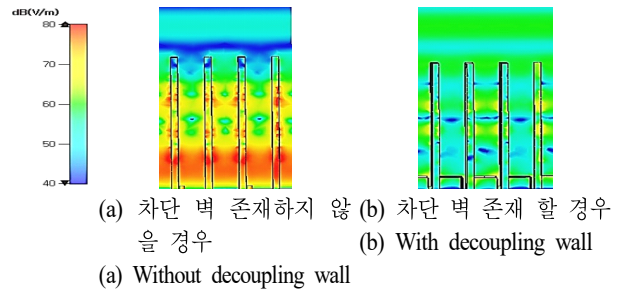 dB(V/m)
80
70
60
50
40
(a) 차단 벽 존재하지 않
을 경우
(a) Without decoupling wall
(b) 차단 벽 존재 할 경우
(b) With decoupling wall